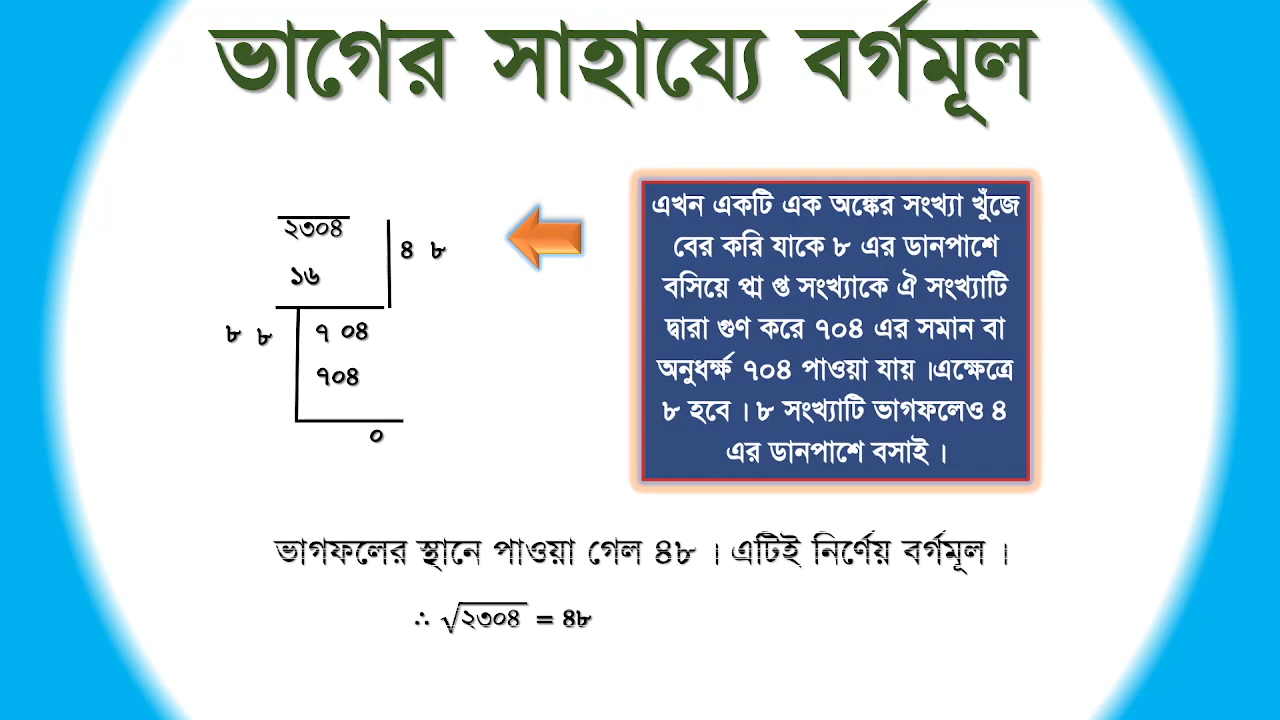 ভাগের সাহায্যে বর্গমূল
২৩০৪
৪ ৮
১৬
৮ ৮
৭ ০৪
৭০৪
০
এখন একটি এক অঙ্কের সংখ্যা খুঁজে
বের করি যাকে ৮ এর ডানপাশে
বসিয়ে প্মা প্ত সংখ্যাকে ঐ সংখ্যাটি
দ্বারা গুণ করে ৭০৪ এর সমান বা
অনুধর্ক্ষ ৭০৪ পাওয়া যায় ।এক্ষেত্রে
৮ হবে । ৮ সংখ্যাটি ভাগফলেও ৪
এর ডানপাশে বসাই ।
ভাগফলের স্থানে পাওয়া গেল ৪৮ । এটিই নির্ণেয় বর্গমূল ।
∴ √২৩০৪ = ৪৮